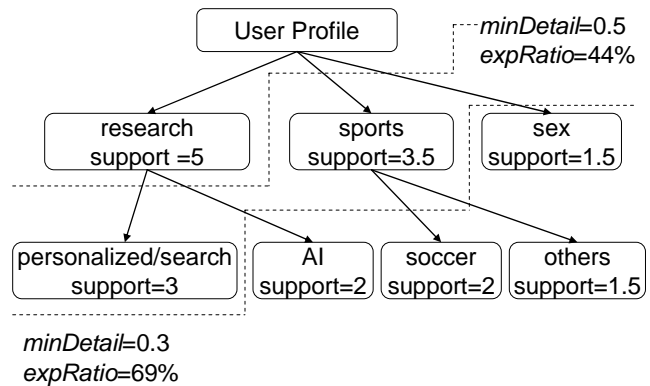 User Profile
minDetail=0.5
expRatio=44%
research
support =5
sports
support=3.5
sex
support=1.5
personalized/search
support=3
AI
support=2
soccer
support=2
others
support=1.5
minDetail=0.3
expRatio=69%